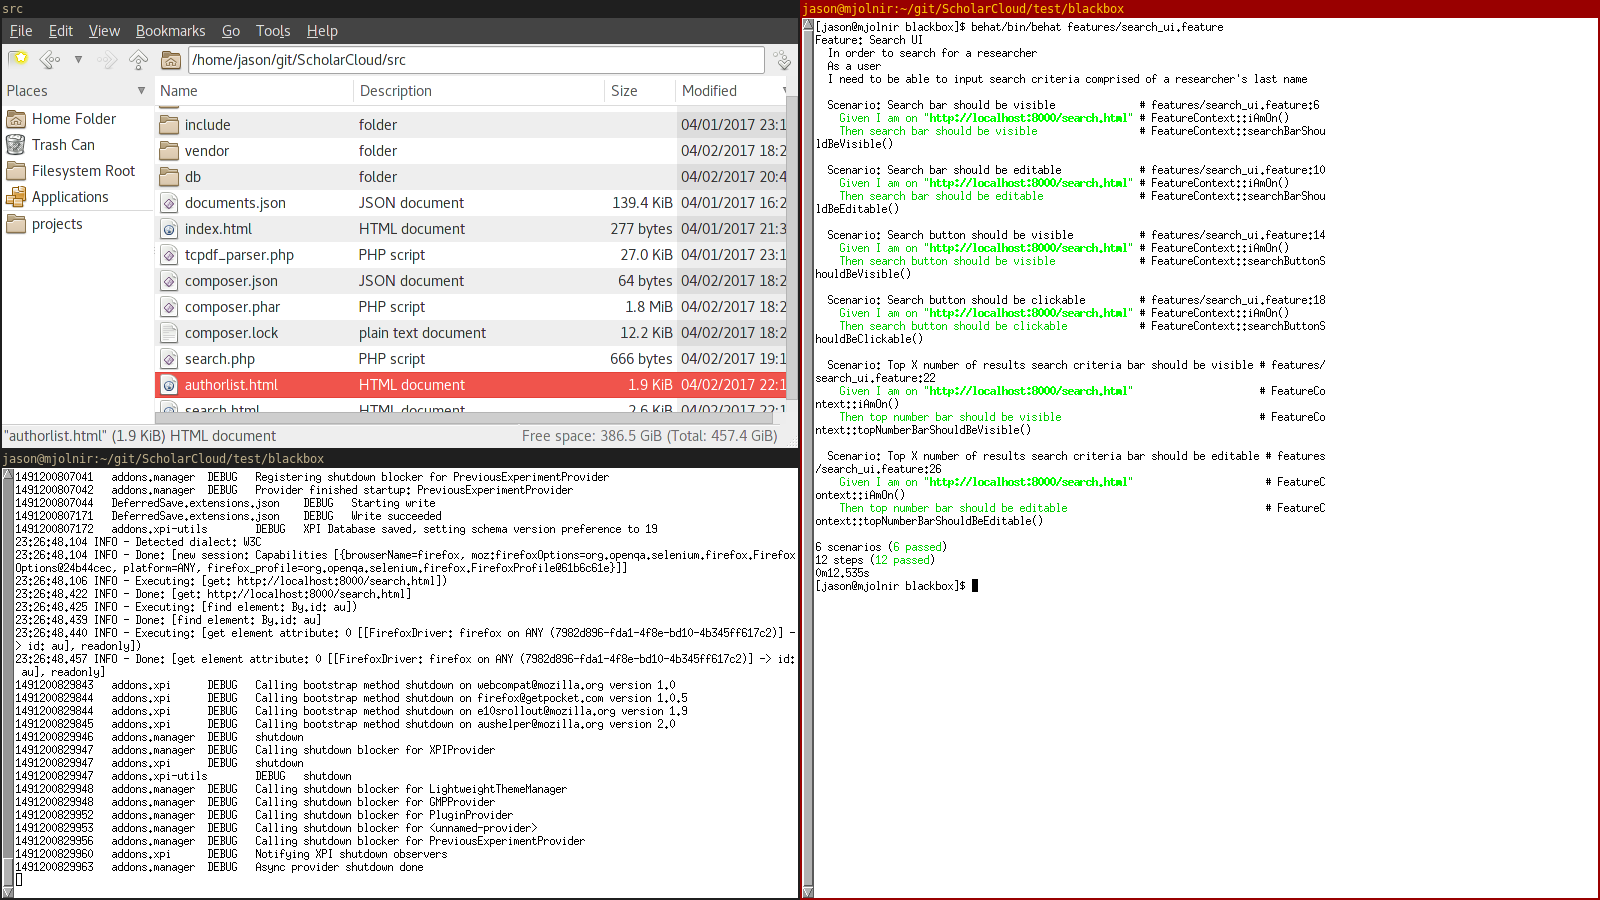 src
File Edit View Bookmarks Go Tools Help
/home/jason/git/ScholarCloud/src
Places
Home Folder
Trash Can
Filesystem Root
Applications
projects
Name Description Size Modified
include folder 04/01/2017 23:1
vendor folder 04/02/2017 18:2
db folder 04/02/2017 20:4
documents.json JSON document 139.4 KiB 04/01/2017 16:2
index.html HTML document 277 bytes 04/01/2017 21:3
tcpdf_parser.php PHP script 27.0 KiB 04/01/2017 23:1
composer.json JSON document 64 bytes 04/02/2017 18:2
composer.phar PHP script 1.8 MiB 04/02/2017 18:2
composer.lock plain text document 12.2 KiB 04/02/2017 18:2
search.php PHP script 666 bytes 04/02/2017 19:1
authorlist.html HTML document 1.9 KiB 04/02/2017 22:1
search.html HTML document 2.6 KiB 04/02/2017 22:1
"authorlist.html" (1.9 KiB) HTML document Free space: 386.5 GiB (Total: 457.4 GiB)
jason@mjolnir:~/git/ScholarCloud/test/blackbox
1491200807041 addons.manager DEBUG Registering shutdown blocker for PreviousExperimentProvider
1491200807042 addons.manager DEBUG Provider finished startup: PreviousExperimentProvider
1491200807044 DeferredSave.extensions.json DEBUG Starting write
1491200807171 DeferredSave.extensions.json DEBUG Write succeeded
1491200807172 addons.xpi-utils DEBUG XPI Database saved, setting schema version preference to 19
23:26:48.104 INFO - Detected dialect: W3C
23:26:48.104 INFO - Done: [new session: Capabilities [{browserName=firefox, moz:firefoxOptions=org.openqa.selenium.firefox.Firefox
Options@24b44cec, platform=ANY, firefox_profile=org.openqa.selenium.firefox.FirefoxProfile@61b6c61e}]]
23:26:48.106 INFO - Executing: [get: http://localhost:8000/search.html])
23:26:48.422 INFO - Done: [get: http://localhost:8000/search.html]
23:26:48.425 INFO - Executing: [find element: By.id: au])
23:26:48.439 INFO - Done: [find element: By.id: au]
23:26:48.440 INFO - Executing: [get element attribute: 0 [[FirefoxDriver: firefox on ANY (7982d896-fda1-4f8e-bd10-4b345ff617c2)] -
> id: au], readonly])
23:26:48.457 INFO - Done: [get element attribute: 0 [[FirefoxDriver: firefox on ANY (7982d896-fda1-4f8e-bd10-4b345ff617c2)] -> id:
au], readonly]
1491200829843 addons.xpi DEBUG Calling bootstrap method shutdown on webcompat@mozilla.org version 1.0
1491200829844 addons.xpi DEBUG Calling bootstrap method shutdown on firefox@getpocket.com version 1.0.5
1491200829844 addons.xpi DEBUG Calling bootstrap method shutdown on e10srollout@mozilla.org version 1.9
1491200829845 addons.xpi DEBUG Calling bootstrap method shutdown on aushelper@mozilla.org version 2.0
1491200829946 addons.manager DEBUG shutdown
1491200829947 addons.manager DEBUG Calling shutdown blocker for XPIProvider
1491200829947 addons.xpi DEBUG shutdown
1491200829947 addons.xpi-utils DEBUG shutdown
1491200829948 addons.manager DEBUG Calling shutdown blocker for LightweightThemeManager
1491200829948 addons.manager DEBUG Calling shutdown blocker for GMPProvider
1491200829952 addons.manager DEBUG Calling shutdown blocker for PluginProvider
1491200829953 addons.manager DEBUG Calling shutdown blocker for <unnamed-provider>
1491200829956 addons.manager DEBUG Calling shutdown blocker for PreviousExperimentProvider
1491200829960 addons.xpi DEBUG Notifying XPI shutdown observers
1491200829963 addons.manager DEBUG Async provider shutdown done
jason@mjolnir:~/git/ScholarCloud/test/blackbox
[jason@mjolnir blackbox]$ behat/bin/behat features/search_ui.feature
Feature: Search UI
In order to search for a researcher
As a user
I need to be able to input search criteria comprised of a researcher's last name
Scenario: Search bar should be visible # features/search_ui.feature:6
Given I am on "http://localhost:8000/search.html" # FeatureContext::iAmOn()
Then search bar should be visible # FeatureContext::searchBarShou
ldBeVisible()
Scenario: Search bar should be editable # features/search_ui.feature:10
Given I am on "http://localhost:8000/search.html" # FeatureContext::iAmOn()
Then search bar should be editable # FeatureContext::searchBarShou
ldBeEditable()
Scenario: Search button should be visible # features/search_ui.feature:14
Given I am on "http://localhost:8000/search.html" # FeatureContext::iAmOn()
Then search button should be visible # FeatureContext::searchButtonS
houldBeVisible()
Scenario: Search button should be clickable # features/search_ui.feature:18
Given I am on "http://localhost:8000/search.html" # FeatureContext::iAmOn()
Then search button should be clickable # FeatureContext::searchButtonS
houldBeClickable()
Scenario: Top X number of results search criteria bar should be visible # features/
search_ui.feature:22
Given I am on "http://localhost:8000/search.html" # FeatureCo
ntext::iAmOn()
Then top number bar should be visible # FeatureCo
ntext::topNumberBarShouldBeVisible()
Scenario: Top X number of results search criteria bar should be editable # features
/search_ui.feature:26
Given I am on "http://localhost:8000/search.html" # FeatureC
ontext::iAmOn()
Then top number bar should be editable # FeatureC
ontext::topNumberBarShouldBeEditable()
6 scenarios (6 passed)
12 steps (12 passed)
0m12.535s
[jason@mjolnir blackbox]$